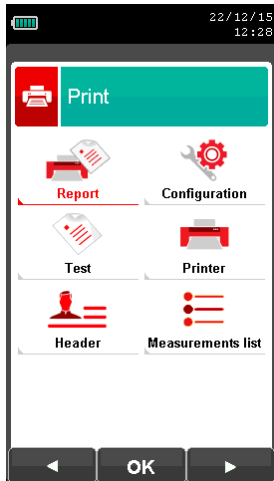 22/12/15
12:28
Print
Report
Configuration
Test
Printer
Header
Measurements list
OK